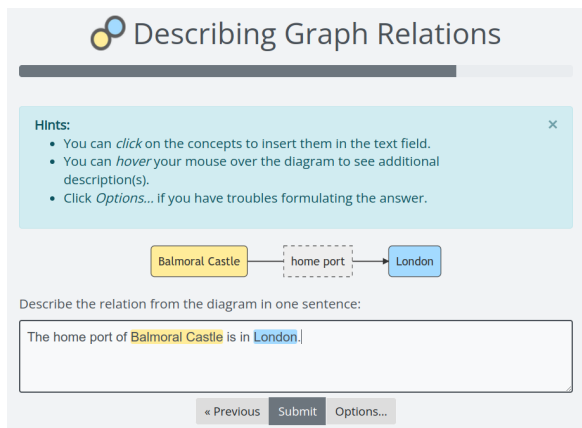 Describing Graph Relations
Hints:
×
• You can click on the concepts to insert them in the text field.
• You can hover your mouse over the diagram to see additional
description(s).
• Click Options... if you have troubles formulating the answer.
Balmoral Castle home port London
Describe the relation from the diagram in one sentence:
The home port of Balmoral Castle is in London.
« Previous Submit Options...